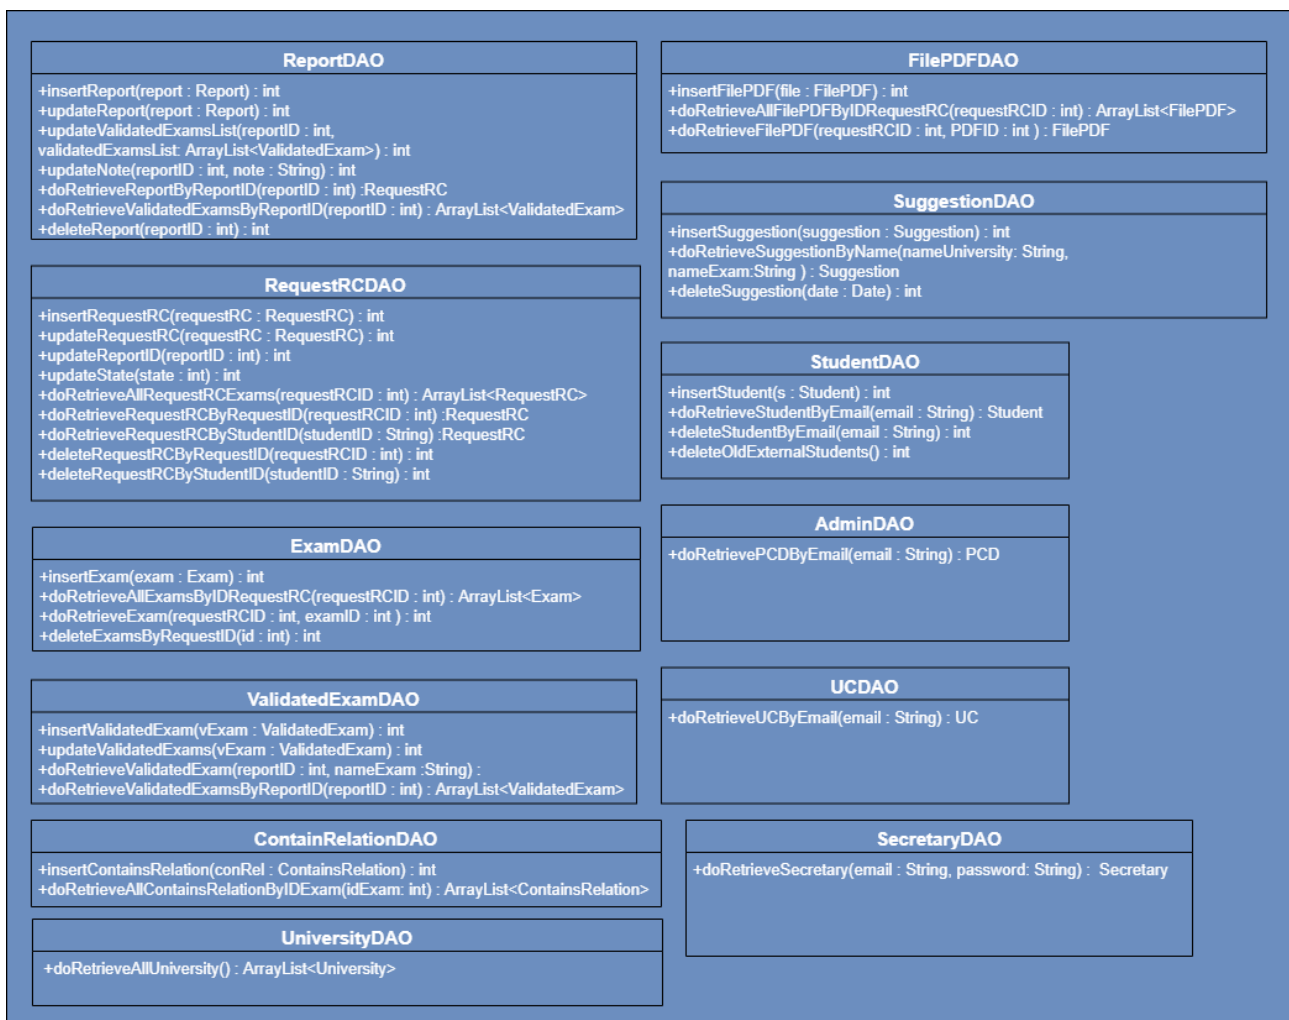 ReportDAO
+insertReport(report : Report) : int
+updateReport(report : Report) : int
+updateValidatedExamsList(reportID : int,
validatedExamsList: ArrayList<ValidatedExam>) : int
+updateNote(reportID : int, note : String) : int
+doRetrieveReportByReportID(reportID : int) :RequestRC
+doRetrieveValidatedExamsByReportID(reportID : int) : ArrayList<ValidatedExam>
+deleteReport(reportID : int) : int
RequestRCDAO
+insertRequestRC(requestRC : RequestRC) : int
+updateRequestRC(requestRC : RequestRC) : int
+updateReportID(reportID : int) : int
+updateState(state : int) : int
+doRetrieveAllRequestRCExams(requestRCID : int) : ArrayList<RequestRC>
+doRetrieveRequestRCByRequestID(requestRCID : int) :RequestRC
+doRetrieveRequestRCByStudentID(studentID : String) :RequestRC
+deleteRequestRCByRequestID(requestRCID : int) : int
+deleteRequestRCByStudentID(studentID : String) : int
ExamDAO
+insertExam(exam : Exam) : int
+doRetrieveAllExamsByIDRequestRC(requestRCID : int) : ArrayList<Exam>
+doRetrieveExam(requestRCID : int, examID : int ) : int
+deleteExamsByRequestID(id : int) : int
ValidatedExamDAO
+insertValidatedExam(vExam : ValidatedExam) : int
+updateValidatedExams(vExam : ValidatedExam) : int
+doRetrieveValidatedExam(reportID : int, nameExam :String) :
+doRetrieveValidatedExamsByReportID(reportID : int) : ArrayList<ValidatedExam>
ContainRelationDAO
+insertContainsRelation(conRel : ContainsRelation) : int
+doRetrieveAllContainsRelationByIDExam(idExam: int) : ArrayList<ContainsRelation>
UniversityDAO
+doRetrieveAllUniversity() : ArrayList<University>
FilePDFDAO
+insertFilePDF(file : FilePDF) : int
+doRetrieveAllFilePDFByIDRequestRC(requestRCID : int) : ArrayList<FilePDF>
+doRetrieveFilePDF(requestRCID : int, PDFID : int ) : FilePDF
SuggestionDAO
+insertSuggestion(suggestion : Suggestion) : int
+doRetrieveSuggestionByName(nameUniversity: String,
nameExam:String ) : Suggestion
+deleteSuggestion(date : Date) : int
StudentDAO
+insertStudent(s : Student) : int
+doRetrieveStudentByEmail(email : String) : Student
+deleteStudentByEmail(email : String) : int
+deleteOldExternalStudents() : int
AdminDAO
+doRetrievePCDByEmail(email : String) : PCD
UCDAO
+doRetrieveUCByEmail(email : String) : UC
SecretaryDAO
+doRetrieveSecretary(email : String, password: String) : Secretary